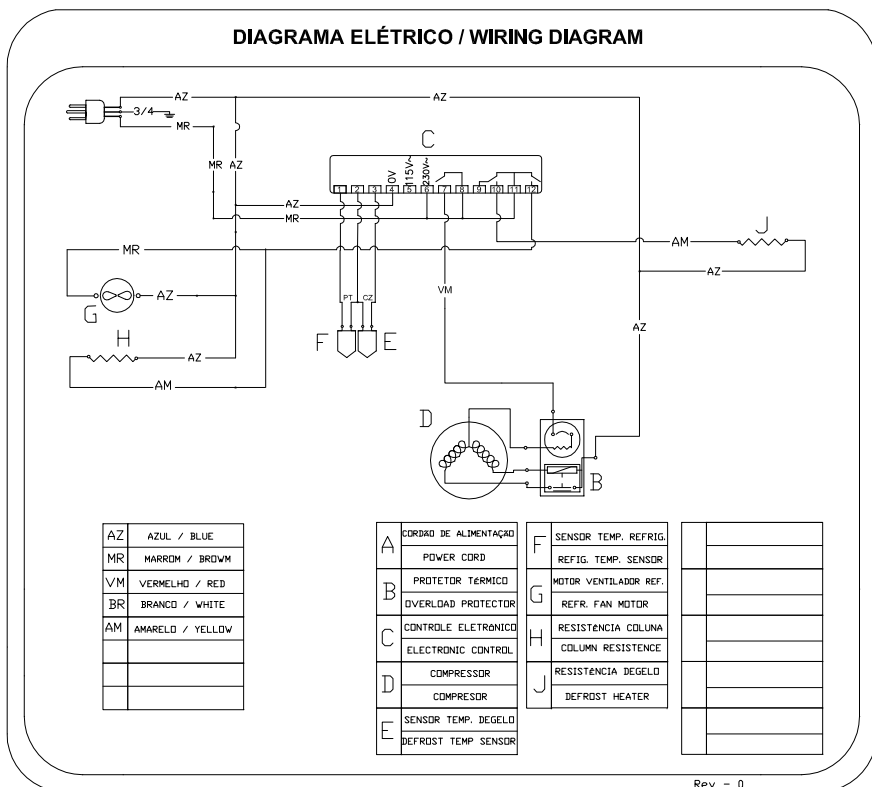 DIAGRAMA ELÉTRICO / WIRING DIAGRAM
AZ
AZ
3/4
MR
C
MR
AZ
0V
115V~
230V~
1 2 3 4 5 6 7 8 9 10 11 12
AZ
MR
J
MR
AM
AZ
VM
AZ
G
PT
CZ
F
E
AZ
H
AZ
AM
D
B
AZ AZUL / BLUE
MR MARROM / BROWM
VM VERMELHO / RED
BR BRANCO / WHITE
AM AMARELO / YELLOW
A CORDÃO DE ALIMENTAÇÃO
POWER CORD
B PROTETOR TÉRMICO
OVERLOAD PROTECTOR
C CONTROLE ELETRÔNICO
ELECTRONIC CONTROL
D COMPRESSOR
COMPRESOR
E SENSOR TEMP. DEGELO
DEFROST TEMP SENSOR
F SENSOR TEMP. REFRIG.
REFIG. TEMP. SENSOR
G MOTOR VENTILADOR REF.
REFR. FAN MOTOR
H RESISTÊNCIA COLUNA
COLUMN RESISTENCE
J RESISTÊNCIA DEGELO
DEFROST HEATER
Rev - 0